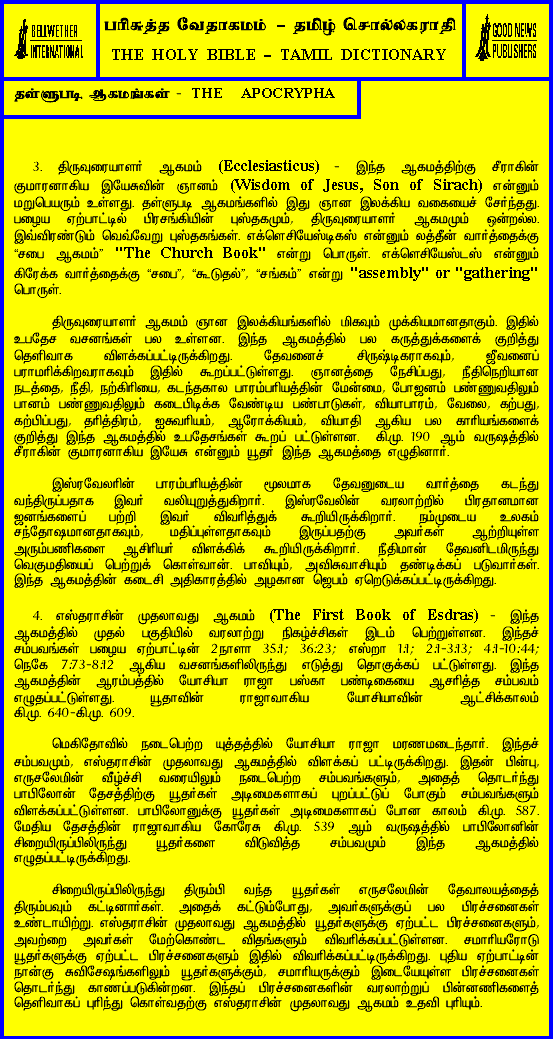 BELLWETHER
INTERNATIONAL
பரிசுத்த வேதாகமம் – தமிழ் சொல்லகராதி
THE HOLY BIBLE – TAMIL DICTIONARY
GOOD NEWS
PUBLISHERS
தள்ளுபடி ஆகமங்கள் - THE APOCRYPHA
3. திருவுரையாளர் ஆகமம் (Ecclesiasticus) - இந்த ஆகமத்திற்கு சீராகின்
குமாரனாகிய இயேசுவின் ஞானம் (Wisdom of Jesus, Son of Sirach) என்னும்
மறுபெயரும் உள்ளது. தள்ளுபடி ஆகமங்களில் இது ஞான இலக்கிய வகையைச் சேர்ந்தது.
பழைய ஏற்பாட்டில் பிரசங்கியின் புஸ்தகமும், திருவுரையாளர் ஆகமமும் ஒன்றல்ல.
இவ்விரண்டும் வெவ்வேறு புஸ்தகங்கள். எக்ளெசியேஸ்டிகஸ் என்னும் லத்தீன் வார்த்தைக்கு
“சபை ஆகமம்” "The Church Book" என்று பொருள். எக்ளெசியேஸ்டஸ் என்னும்
கிரேக்க வார்த்தைக்கு “சபை”, “கூடுதல்”, “சங்கம்” என்று "assembly" or "gathering"
பொருள்.
திருவுரையாளர் ஆகமம் ஞான இலக்கியங்களில் மிகவும் முக்கியமானதாகும். இதில்
உபதேச வசனங்கள் பல உள்ளன. இந்த ஆகமத்தில் பல கருத்துக்களைக் குறித்து
தெளிவாக விளக்கப்பட்டிருக்கிறது. தேவனைச் சிருஷ்டிகராகவும், ஜீவனைப்
பராமரிக்கிறவராகவும் இதில் கூறப்பட்டுள்ளது. ஞானத்தை நேசிப்பது, நீதிநெறியான
நடத்தை, நீதி, நற்கிரியை, கடந்தகால பாரம்பரியத்தின் மேன்மை, போஜனம் பண்ணுவதிலும்
பானம் பண்ணுவதிலும் கடைபிடிக்க வேண்டிய பண்பாடுகள், வியாபாரம், வேலை, கற்பது,
கற்பிப்பது, தரித்திரம், ஐசுவரியம், ஆரோக்கியம், வியாதி ஆகிய பல காரியங்களைக்
குறித்து இந்த ஆகமத்தில் உபதேசங்கள் கூறப் பட்டுள்ளன. கி.மு. 190 ஆம் வருஷத்தில்
சீராகின் குமாரனாகிய இயேசு என்னும் யூதர் இந்த ஆகமத்தை எழுதினார்.
இஸ்ரவேலரின் பாரம்பரியத்தின் மூலமாக தேவனுடைய வார்த்தை கடந்து
வந்திருப்பதாக இவர் வலியுறுத்துகிறார். இஸ்ரவேலின் வரலாற்றில் பிரதானமான
ஜனங்களைப் பற்றி இவர் விவரித்துக் கூறியிருக்கிறார். நம்முடைய உலகம்
சந்தோஷமானதாகவும், மதிப்புள்ளதாகவும் இருப்பதற்கு அவர்கள் ஆற்றியுள்ள
அரும்பணிகளை ஆசிரியர் விளக்கிக் கூறியிருக்கிறார். நீதிமான் தேவனிடமிருந்து
வெகுமதியைப் பெற்றுக் கொள்வான். பாவியும், அவிசுவாசியும் தண்டிக்கப் படுவார்கள்.
இந்த ஆகமத்தின் கடைசி அதிகாரத்தில் அழகான ஜெபம் ஏறெடுக்கப்பட்டிருக்கிறது.
4. எஸ்தராசின் முதலாவது ஆகமம் (The First Book of Esdras) - இந்த
ஆகமத்தில் முதல் பகுதியில் வரலாற்று நிகழ்ச்சிகள் இடம் பெற்றுள்ளன. இந்தச்
சம்பவங்கள் பழைய ஏற்பாட்டின் 2நாளா 35:1; 36:23; எஸ்றா 1:1; 2:1-3:13; 4:1-10:44;
நெகே 7:73-8:12 ஆகிய வசனங்களிலிருந்து எடுத்து தொகுக்கப் பட்டுள்ளது. இந்த
ஆகமத்தின் ஆரம்பத்தில் யோசியா ராஜா பஸ்கா பண்டிகையை ஆசரித்த சம்பவம்
எழுதப்பட்டுள்ளது. யூதாவின் ராஜாவாகிய யோசியாவின் ஆட்சிக்காலம்
கி.மு. 640-கி.மு. 609.
மெகிதோவில் நடைபெற்ற யுத்தத்தில் யோசியா ராஜா மரணமடைந்தார். இந்தச்
சம்பவமும், எஸ்தராசின் முதலாவது ஆகமத்தில் விளக்கப் பட்டிருக்கிறது. இதன் பின்பு,
எருசலேமின் வீழ்ச்சி வரையிலும் நடைபெற்ற சம்பவங்களும், அதைத் தொடர்ந்து
பாபிலோன் தேசத்திற்கு யூதர்கள் அடிமைகளாகப் புறப்பட்டுப் போகும் சம்பவங்களும்
விளக்கப்பட்டுள்ளன. பாபிலோனுக்கு யூதர்கள் அடிமைகளாகப் போன காலம் கி.மு. 587.
மேதிய தேசத்தின் ராஜாவாகிய கோரேசு கி.மு. 539 ஆம் வருஷத்தில் பாபிலோனின்
சிறையிருப்பிலிருந்து யூதர்களை விடுவித்த சம்பவமும் இந்த ஆகமத்தில்
எழுதப்பட்டிருக்கிறது.
சிறையிருப்பிலிருந்து திரும்பி வந்த யூதர்கள் எருசலேமின் தேவாலயத்தைத்
திரும்பவும் கட்டினார்கள். அதைக் கட்டும்போது, அவர்களுக்குப் பல பிரச்சனைகள்
உண்டாயிற்று. எஸ்தராசின் முதலாவது ஆகமத்தில் யூதர்களுக்கு ஏற்பட்ட பிரச்சனைகளும்,
அவற்றை அவர்கள் மேற்கொண்ட விதங்களும் விவரிக்கப்பட்டுள்ளன. சமாரியரோடு
யூதர்களுக்கு ஏற்பட்ட பிரச்சனைகளும் இதில் விவரிக்கப்பட்டிருக்கிறது. புதிய ஏற்பாட்டின்
நான்கு சுவிசேஷங்களிலும் யூதர்களுக்கும், சமாரியருக்கும் இடையேயுள்ள பிரச்சனைகள்
தொடர்ந்து காணப்படுகின்றன. இந்தப் பிரச்சனைகளின் வரலாற்றுப் பின்னணிகளைத்
தெளிவாகப் புரிந்து கொள்வதற்கு எஸ்தராசின் முதலாவது ஆகமம் உதவி புரியும்.